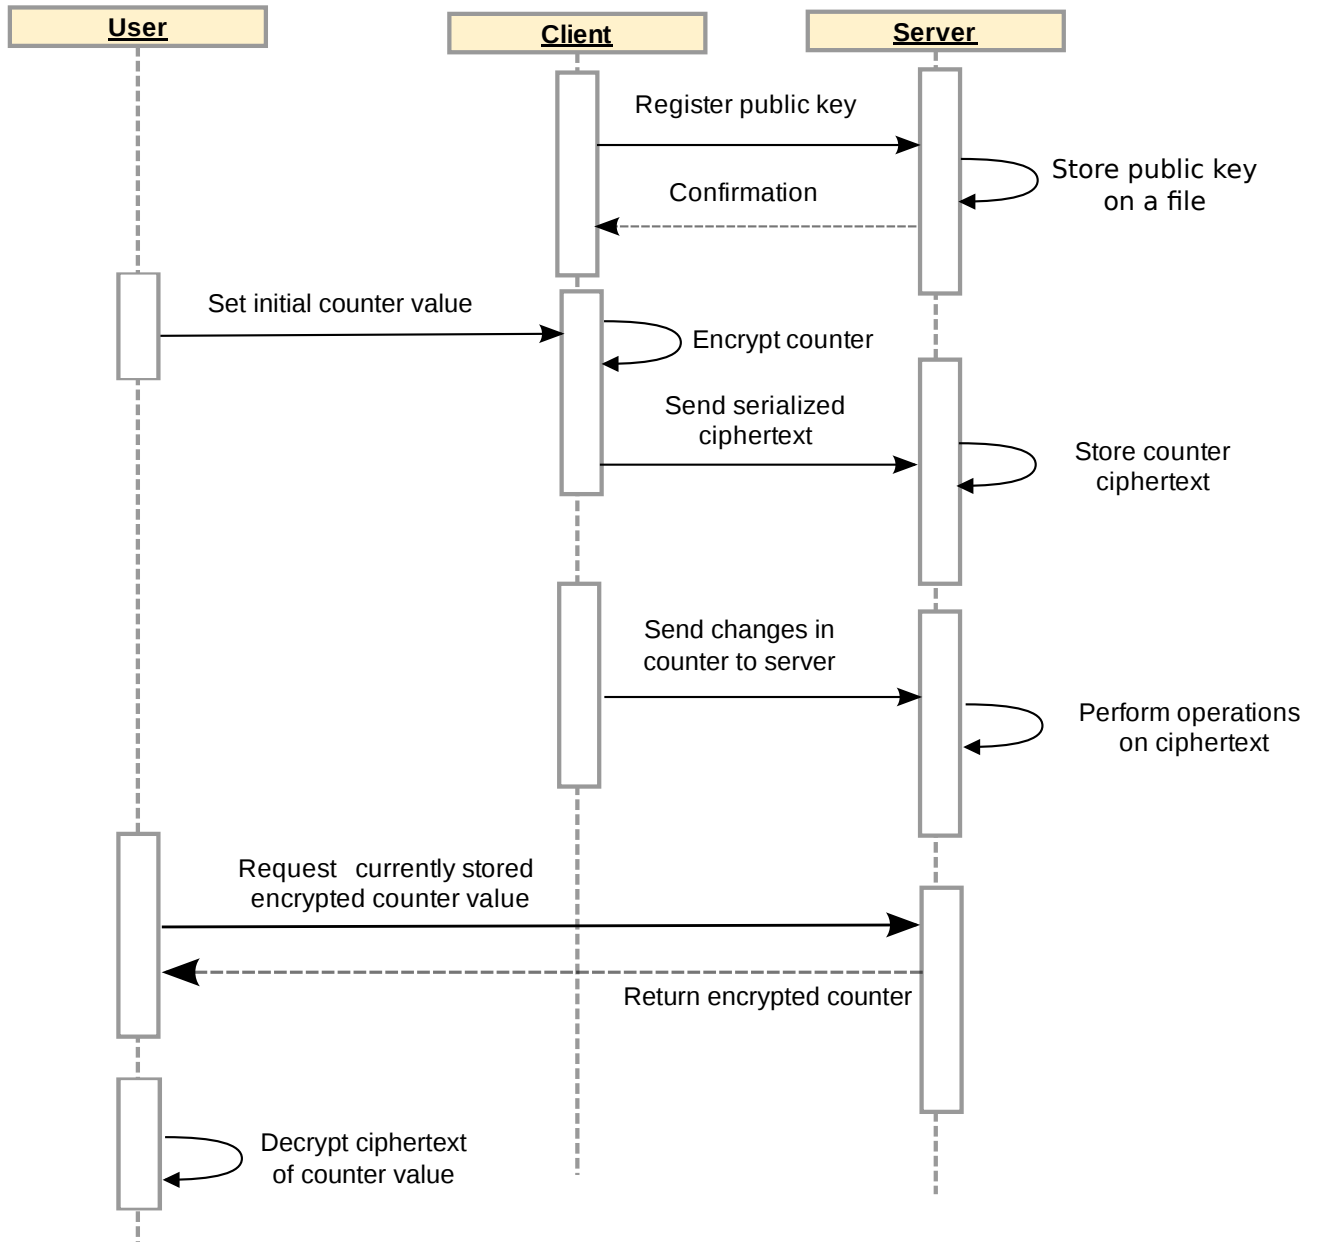 User
Client
Server
Register public key
Store public key
on a file
Confirmation
Set initial counter value
Encrypt counter
Send serialized
ciphertext
Store counter
ciphertext
Send changes in
counter to server
Perform operations
on ciphertext
Request currently stored
encrypted counter value
Return encrypted counter
Decrypt ciphertext
of counter value